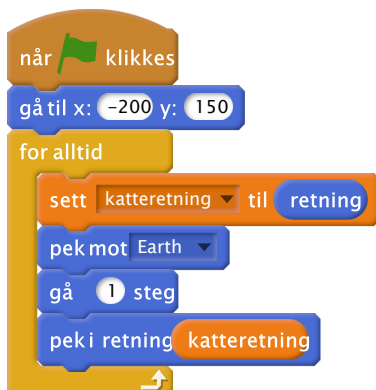 når klikkes
gå til x: -200 y: 150
for alltid
sett katteretning til retning
pek mot Earth
gå 1 steg
pek i retning katteretning